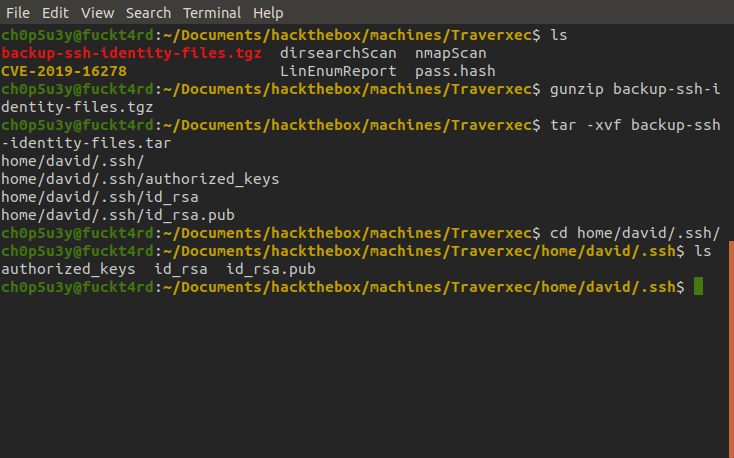 File Edit View Search Terminal Help
ch0p5u3y@fuckt4rd:~/Documents/hackthebox/machines/Traverxec$ ls
backup-ssh-identity-files.tgz  dirsearchScan  nmapScan
CVE-2019-16278                 LinEnumReport  pass.hash
ch0p5u3y@fuckt4rd:~/Documents/hackthebox/machines/Traverxec$ gunzip backup-ssh-i
dentity-files.tgz
ch0p5u3y@fuckt4rd:~/Documents/hackthebox/machines/Traverxec$ tar -xvf backup-ssh
-identity-files.tar
home/david/.ssh/
home/david/.ssh/authorized_keys
home/david/.ssh/id_rsa
home/david/.ssh/id_rsa.pub
ch0p5u3y@fuckt4rd:~/Documents/hackthebox/machines/Traverxec$ cd home/david/.ssh/
ch0p5u3y@fuckt4rd:~/Documents/hackthebox/machines/Traverxec/home/david/.ssh$ ls
authorized_keys  id_rsa  id_rsa.pub
ch0p5u3y@fuckt4rd:~/Documents/hackthebox/machines/Traverxec/home/david/.ssh$